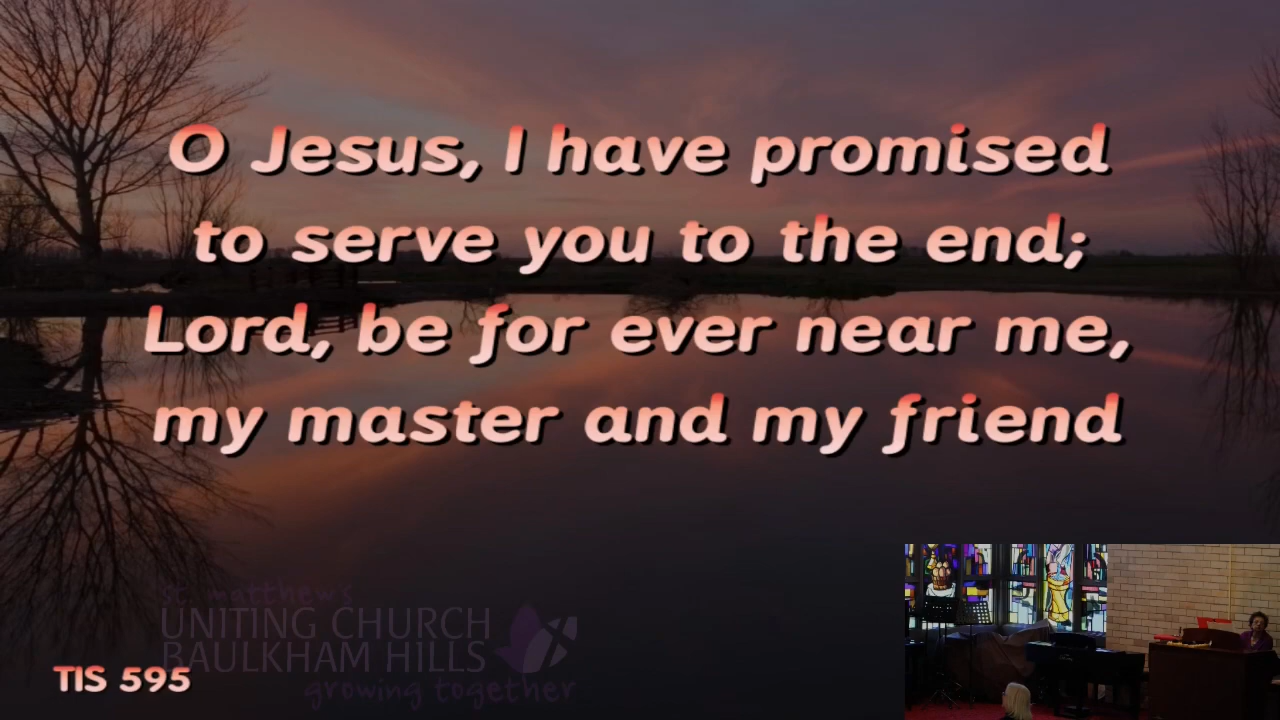 O Jesus, I have promised
to serve you to the end;
Lord, be for ever near me,
my master and my friend
st. matthew's
UNITING CHURCH
BAULKHAM HILLS
growing together
TIS 595